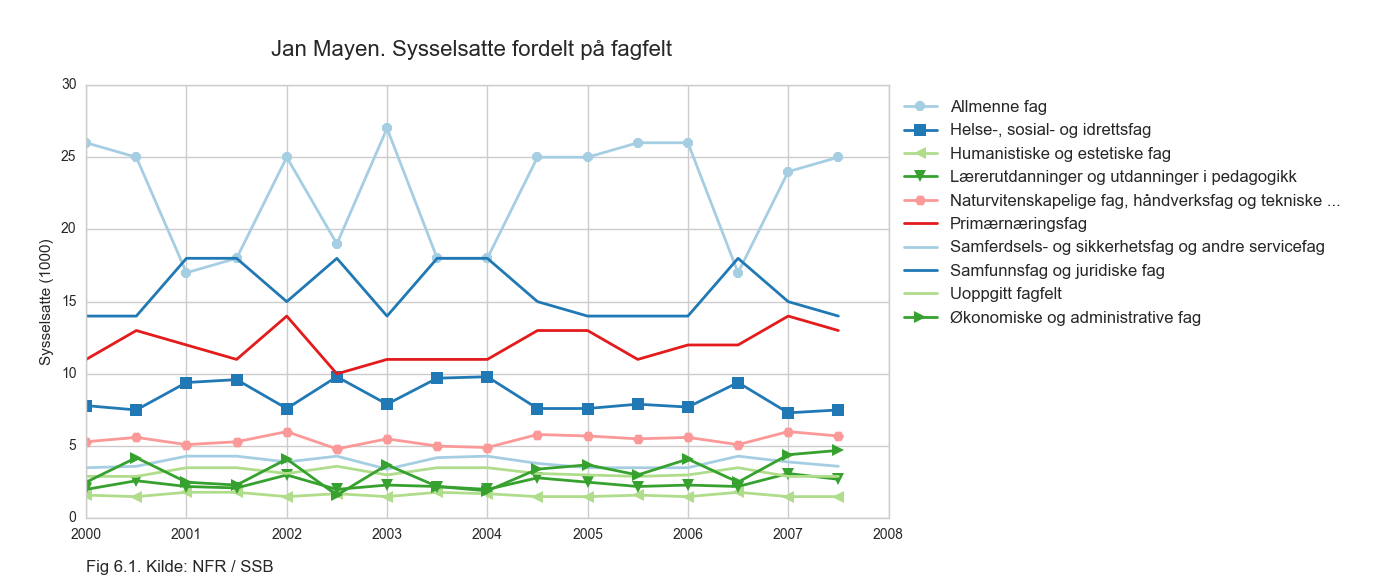 Jan Mayen. Sysselsatte fordelt på fagfelt
30
25
20
15
10
5
0
Sysselsatte (1000)
2000 2001 2002 2003 2004 2005 2006 2007 2008
Allmenne fag
Helse-, sosial- og idrettsfag
Humanistiske og estetiske fag
Lærerutdanninger og utdanninger i pedagogikk
Naturvitenskapelige fag, håndverksfag og tekniske ...
Primærnæringsfag
Samferdsels- og sikkerhetsfag og andre servicefag
Samfunnsfag og juridiske fag
Uoppgitt fagfelt
Økonomiske og administrative fag
Fig 6.1. Kilde: NFR / SSB